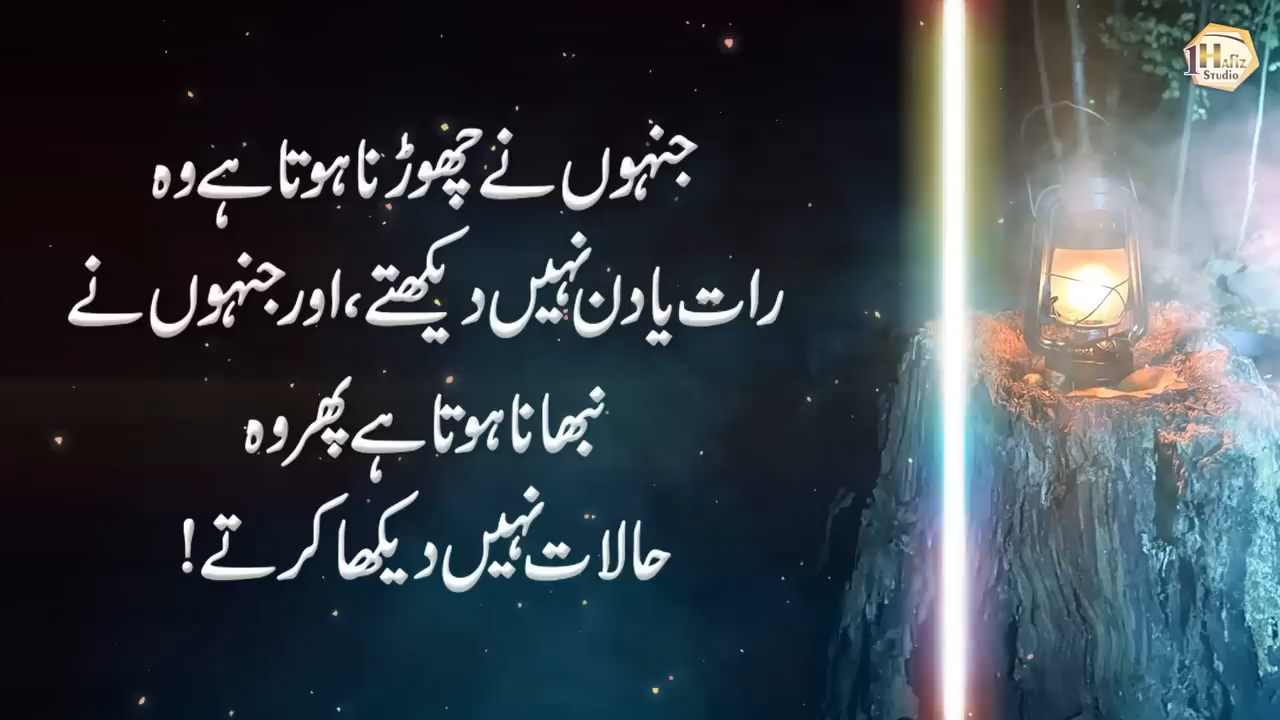 جنہوں نے چھوڑنا ہوتا ہے وہ
رات یا دن نہیں دیکھتے، اور جنہوں نے
نبھانا ہوتا ہے پھر وہ
حالات نہیں دیکھا کرتے!
1Hafiz
Studio